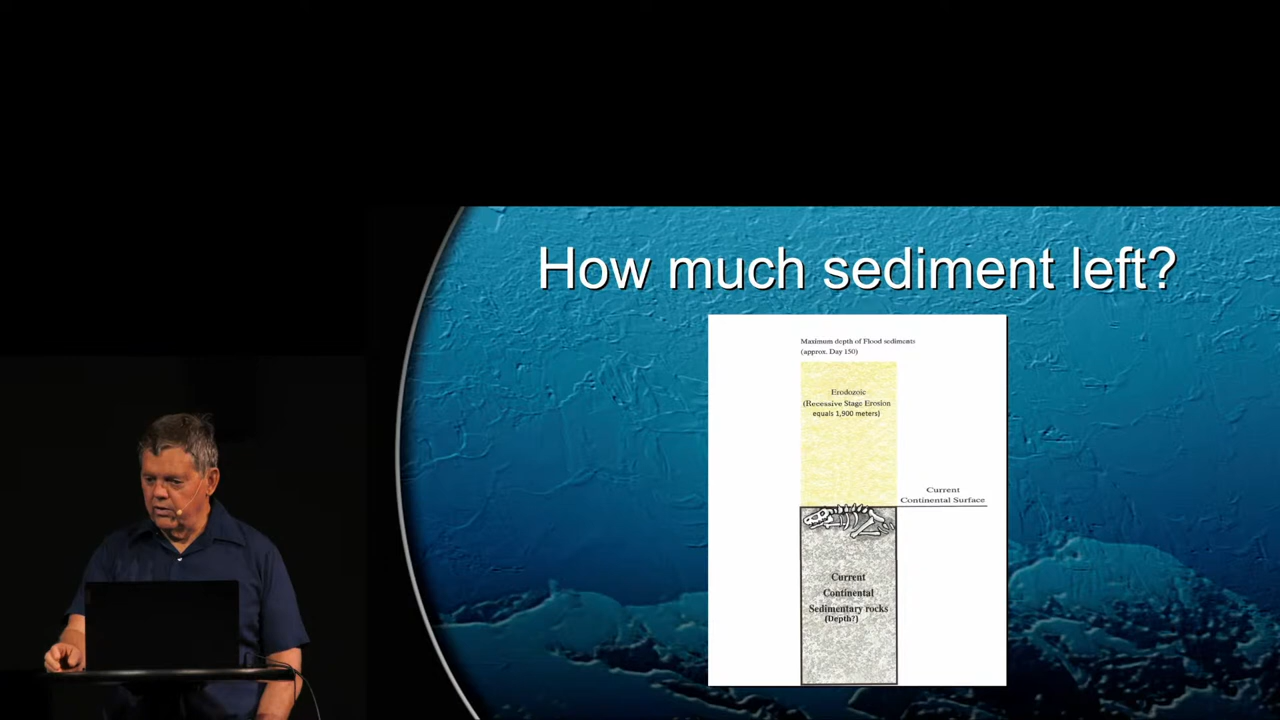 How much sediment left?
Maximum depth of Flood sediments
(approx. Day 150)
Erodozoic
(Recessive Stage Erosion
equals 1,900 meters)
Current
Continental Surface
Current
Continental
Sedimentary rocks
(Depth?)